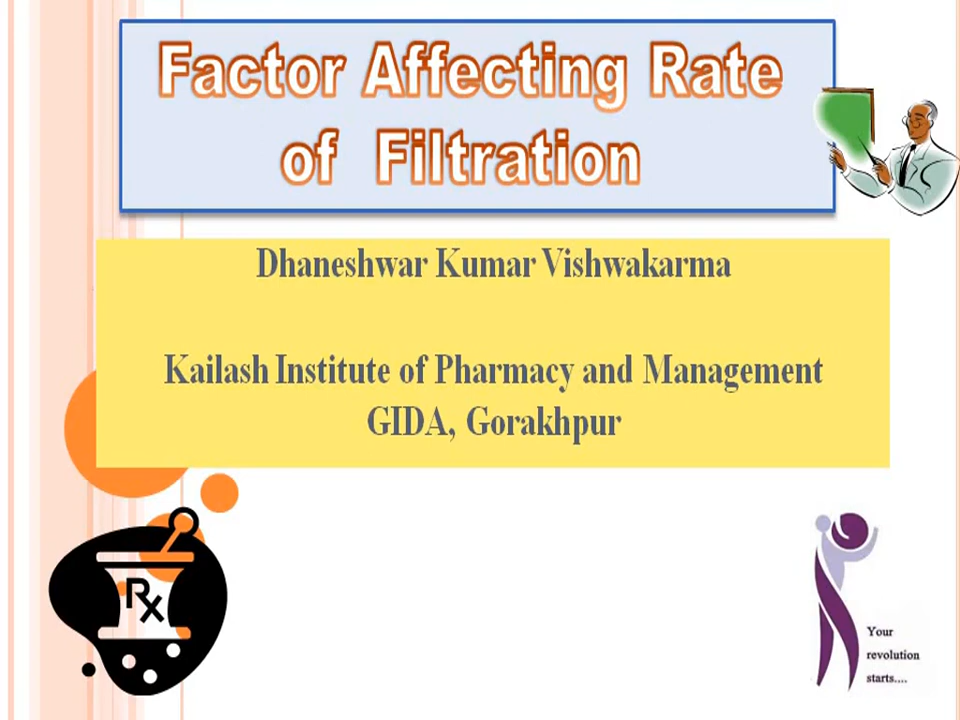 Factor Affecting Rate
of Filtration
Dhaneshwar Kumar Vishwakarma
Kailash Institute of Pharmacy and Management
GIDA, Gorakhpur
Rx
Your
revolution
starts....